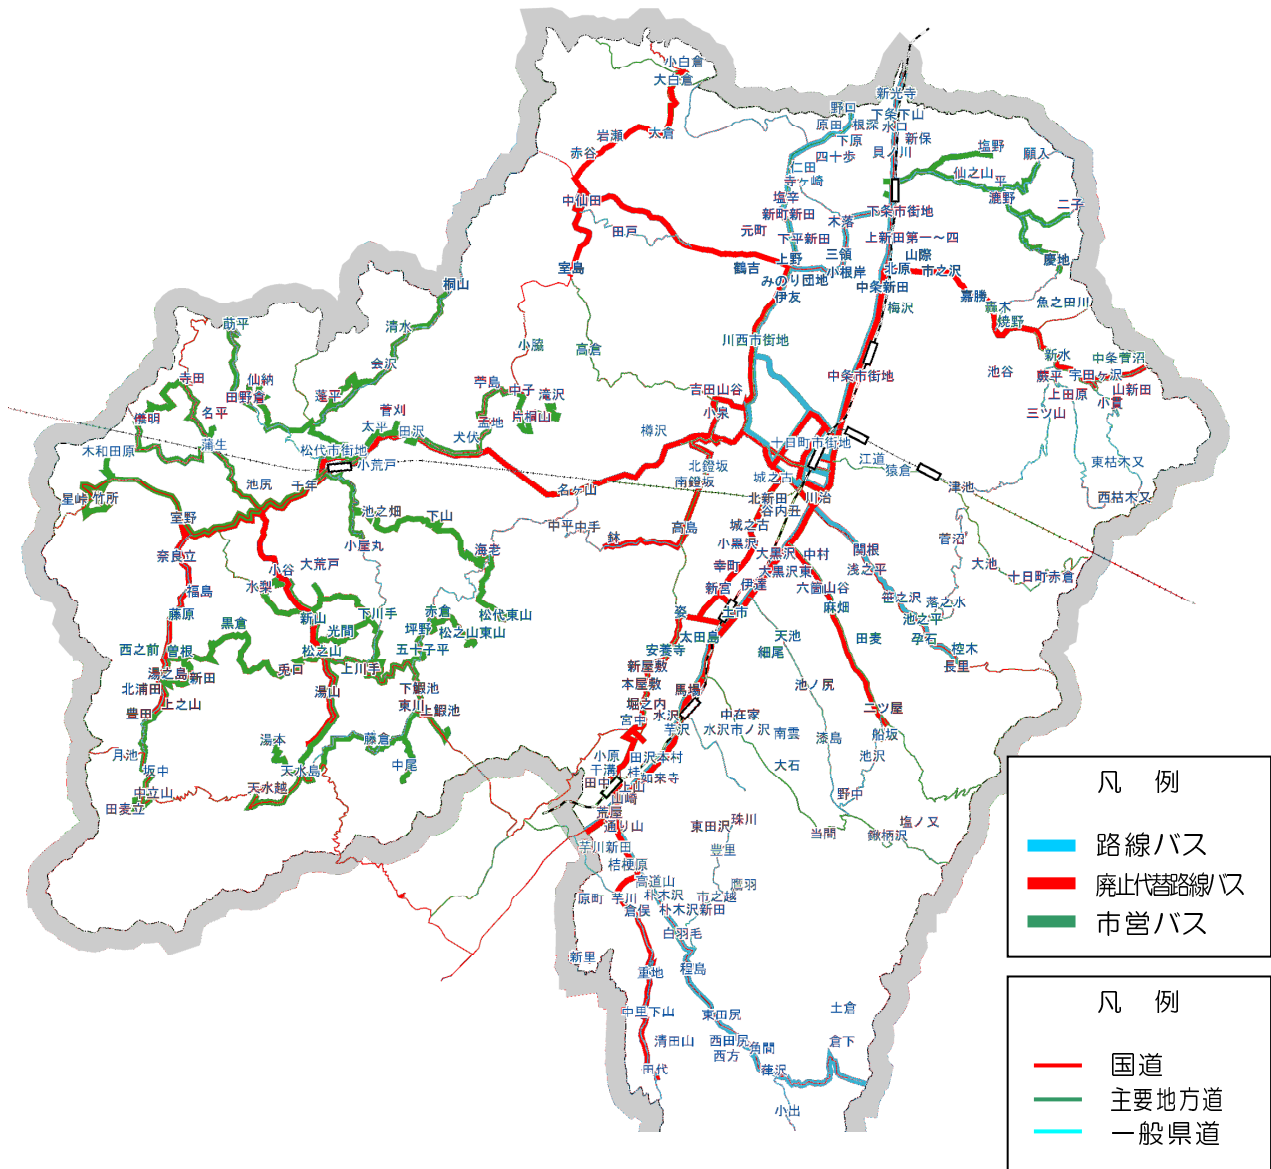 小白倉
大白倉
新光寺
野口
下条下山
原田
根深
水口
大倉
岩瀬
下原
新保
赤谷
四十歩
貝ノ川
塩野
願入
仁田
仙之山
平
寺ヶ崎
中仙田
塩辛
漉野
二子
新町新田
木落
下条市街地
元町
田戸
下平新田
上新田第一～四
三領
山際
上野
慶地
室島
鶴吉
小根岸
北原
市之沢
桐山
みのり団地
中条新田
伊友
嘉勝
魚之田川
轟木
梅沢
莇平
清水
焼野
川西市街地
小脇
高倉
新水
中条菅沼
会沢
池谷
蕨平
宇田ヶ沢
寺田
仙納
中条市街地
苧島
中子
滝沢
吉田山谷
上田原
山新田
田野倉
蓬平
小貫
儀明
名平
菅刈
孟地
片桐山
小泉
三ツ山
太平
田沢
犬伏
樽沢
蒲生
松代市街地
十日町市街地
木和田原
小荒戸
北鐙坂
江道
猿倉
東枯木又
池尻
千年
南鐙坂
城之古
津池
星峠
竹所
名ヶ山
北新田
川治
西枯木又
室野
池之畑
下山
中平
中手
高島
城之古
谷内丑
小屋丸
鉢
小黒沢
菅沼
奈良立
海老
大黒沢
中村
関根
小谷
大荒戸
幸町
浅之平
大池
十日町赤倉
水梨
新宮
伊達
大黒沢東
六箇山谷
福島
藤原
新山
下川手
赤倉
松代東山
姿
土市
麻畑
笹之沢
落之水
黒倉
光間
坪野
松之山東山
太田島
天池
田麦
池之平
孕石
西之前
曽根
松之山
五十子平
安養寺
細尾
控木
湯之島
兎口
上川手
新屋敷
長里
北浦田
新田
湯山
下鰕池
本屋敷
馬場
池ノ尻
上之山
東川
上鰕池
堀之内
水沢
中在家
二ツ屋
豊田
宮中
芋沢
水沢市ノ沢
南雲
漆島
船坂
月池
湯本
藤倉
小原
田沢本村
池沢
坂中
天水島
中尾
干溝
桂
如来寺
大石
中立山
天水越
田中
上山
野中
田麦立
山崎
荒屋
通り山
東田沢
珠川
当間
塩ノ又
鍬柄沢
芋川新田
豊里
桔梗原
高道山
鷹羽
原町
芋川
朴木沢
市之越
倉俣
朴木沢新田
白羽毛
新里
重地
程島
中里下山
東田尻
土倉
清田山
西田尻
角間
倉下
西方
田代
葎沢
小出
凡　例
路線バス
廃止代替路線バス
市営バス
凡　例
国道
主要地方道
一般県道